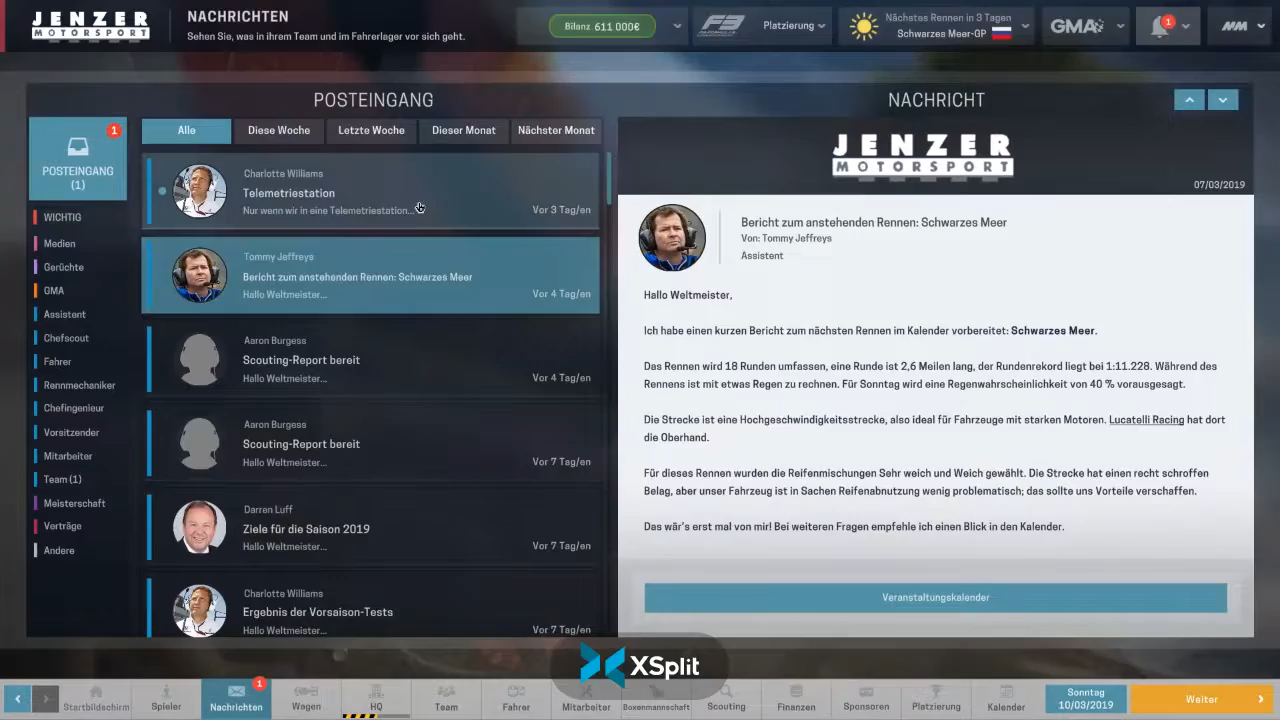 JENZER
MOTORSPORT
NACHRICHTEN
Sehen Sie, was in ihrem Team und im Fahrerlager vor sich geht.
Bilanz 611 000€
F3
Platzierung
Nächstes Rennen in 3 Tagen
Schwarzes Meer-GP
GMA
1
POSTEINGANG
NACHRICHT
1
POSTEINGANG
(1)
WICHTIG
Medien
Gerüchte
GMA
Assistent
Chefscout
Fahrer
Rennmechaniker
Chefingenieur
Vorsitzender
Mitarbeiter
Team (1)
Meisterschaft
Verträge
Andere
Alle
Diese Woche
Letzte Woche
Dieser Monat
Nächster Monat
Charlotte Williams
Telemetriestation
Nur wenn wir in eine Telemetriestation...
Vor 3 Tag/en
Tommy Jeffreys
Bericht zum anstehenden Rennen: Schwarzes Meer
Hallo Weltmeister...
Vor 4 Tag/en
Aaron Burgess
Scouting-Report bereit
Hallo Weltmeister...
Vor 4 Tag/en
Aaron Burgess
Scouting-Report bereit
Hallo Weltmeister...
Vor 7 Tag/en
Darren Luff
Ziele für die Saison 2019
Hallo Weltmeister...
Vor 7 Tag/en
Charlotte Williams
Ergebnis der Vorsaison-Tests
Hallo Weltmeister...
Vor 7 Tag/en
JENZER
MOTORSPORT
07/03/2019
Bericht zum anstehenden Rennen: Schwarzes Meer
Von: Tommy Jeffreys
Assistent
Hallo Weltmeister,
Ich habe einen kurzen Bericht zum nächsten Rennen im Kalender vorbereitet: Schwarzes Meer.
Das Rennen wird 18 Runden umfassen, eine Runde ist 2,6 Meilen lang, der Rundenrekord liegt bei 1:11.228. Während des
Rennens ist mit etwas Regen zu rechnen. Für Sonntag wird eine Regenwahrscheinlichkeit von 40 % vorausgesagt.
Die Strecke ist eine Hochgeschwindigkeitsstrecke, also ideal für Fahrzeuge mit starken Motoren. Lucatelli Racing hat dort
die Oberhand.
Für dieses Rennen wurden die Reifenmischungen Sehr weich und Weich gewählt. Die Strecke hat einen recht schroffen
Belag, aber unser Fahrzeug ist in Sachen Reifenabnutzung wenig problematisch; das sollte uns Vorteile verschaffen.
Das wär's erst mal von mir! Bei weiteren Fragen empfehle ich einen Blick in den Kalender.
Veranstaltungskalender
XSplit
Startbildschirm
Spieler
1
Nachrichten
Wagen
HQ
Team
Fahrer
Mitarbeiter
Boxenmannschaft
Scouting
Finanzen
Sponsoren
Platzierung
Kalender
Sonntag
10/03/2019
Weiter